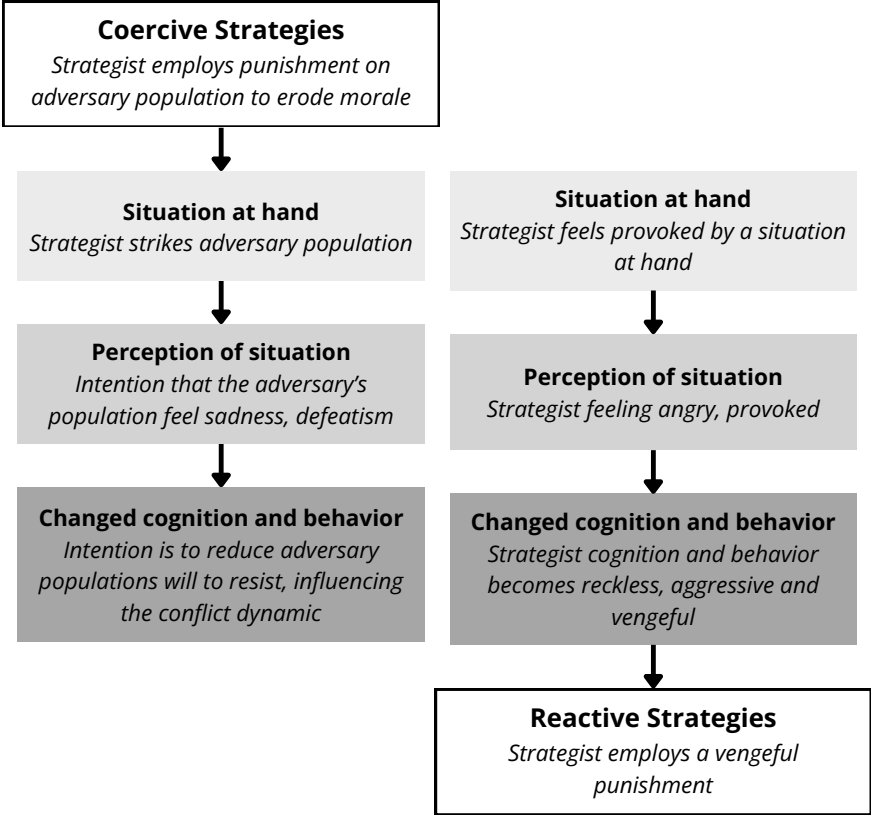 Coercive Strategies
Strategist employs punishment on
adversary population to erode morale
Situation at hand
Strategist strikes adversary population
Perception of situation
Intention that the adversary's
population feel sadness, defeatism
Changed cognition and behavior
Intention is to reduce adversary
populations will to resist, influencing
the conflict dynamic
Situation at hand
Strategist feels provoked by a situation
at hand
Perception of situation
Strategist feeling angry, provoked
Changed cognition and behavior
Strategist cognition and behavior
becomes reckless, aggressive and
vengeful
Reactive Strategies
Strategist employs a vengeful
punishment